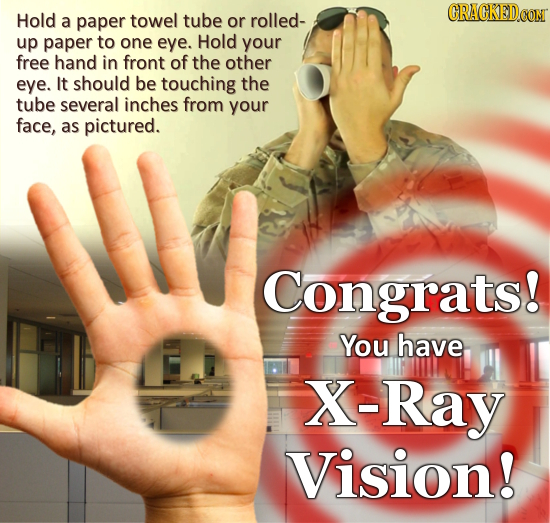 CRACKED.COM
Hold a paper towel tube or rolled-
up paper to one eye. Hold your
free hand in front of the other
eye. It should be touching the
tube several inches from your
face, as pictured.
Congrats!
You have
X-Ray
Vision!